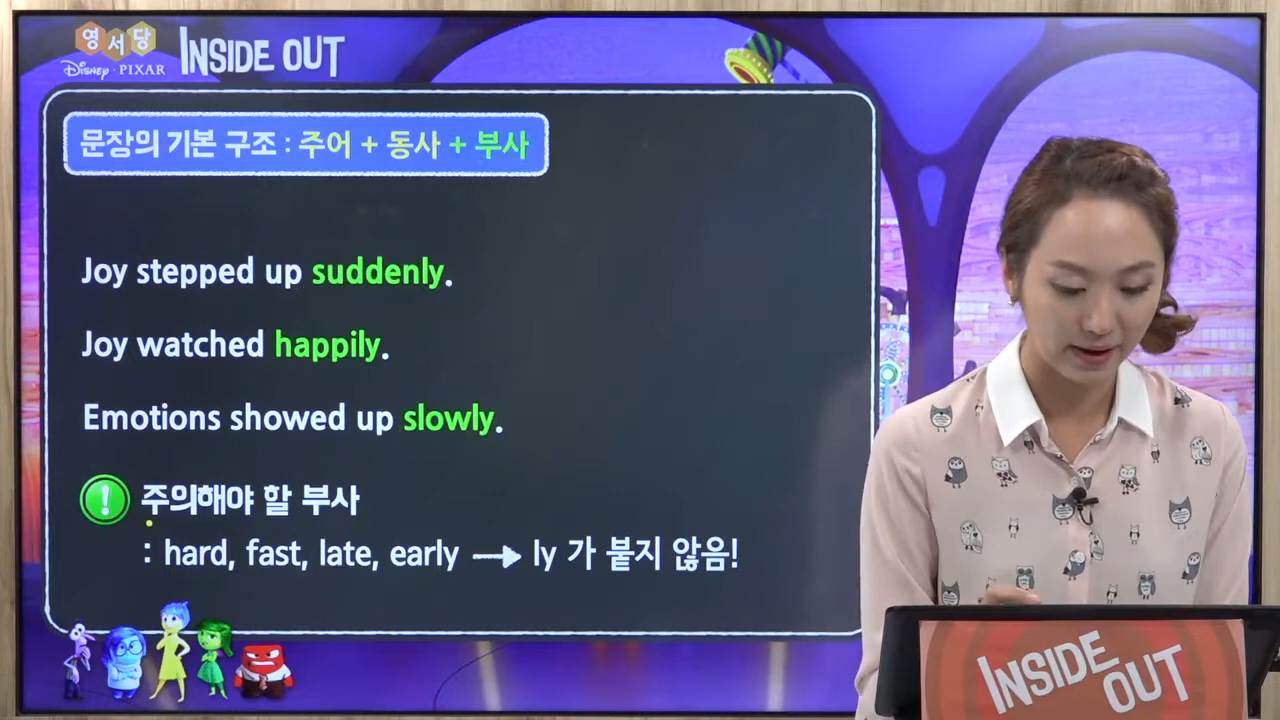 영서당
Disney · PIXAR
INSIDE OUT
문장의 기본 구조 : 주어 + 동사 + 부사
Joy stepped up suddenly.
Joy watched happily.
Emotions showed up slowly.
! 주의해야 할 부사
: hard, fast, late, early → ly 가 붙지 않음!
INSIDE OUT